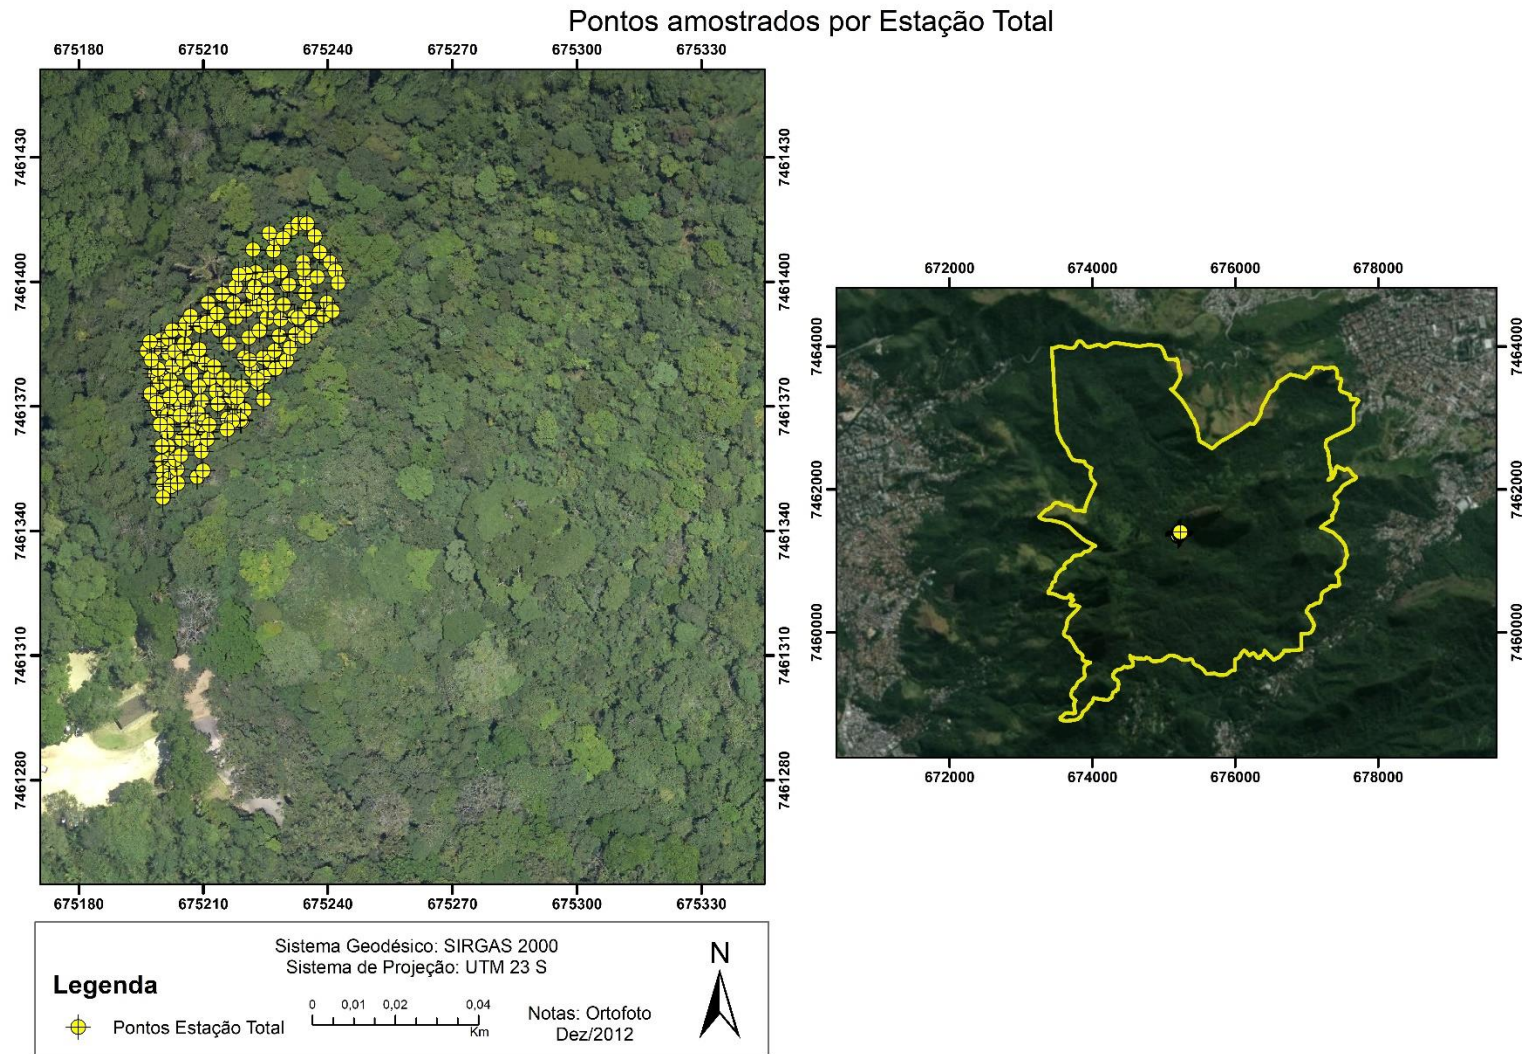 Pontos amostrados por Estação Total
675180 675210 675240 675270 675300 675330
7461430 7461430
7461400 7461400
7461370 7461370
7461340 7461340
7461310 7461310
7461280 7461280
675180 675210 675240 675270 675300 675330
672000 674000 676000 678000
7464000 7464000
7462000 7462000
7460000 7460000
672000 674000 676000 678000
Sistema Geodésico: SIRGAS 2000
Sistema de Projeção: UTM 23 S
Legenda
Pontos Estação Total
0 0,01 0,02 0,04
Km
Notas: Ortofoto
Dez/2012
N